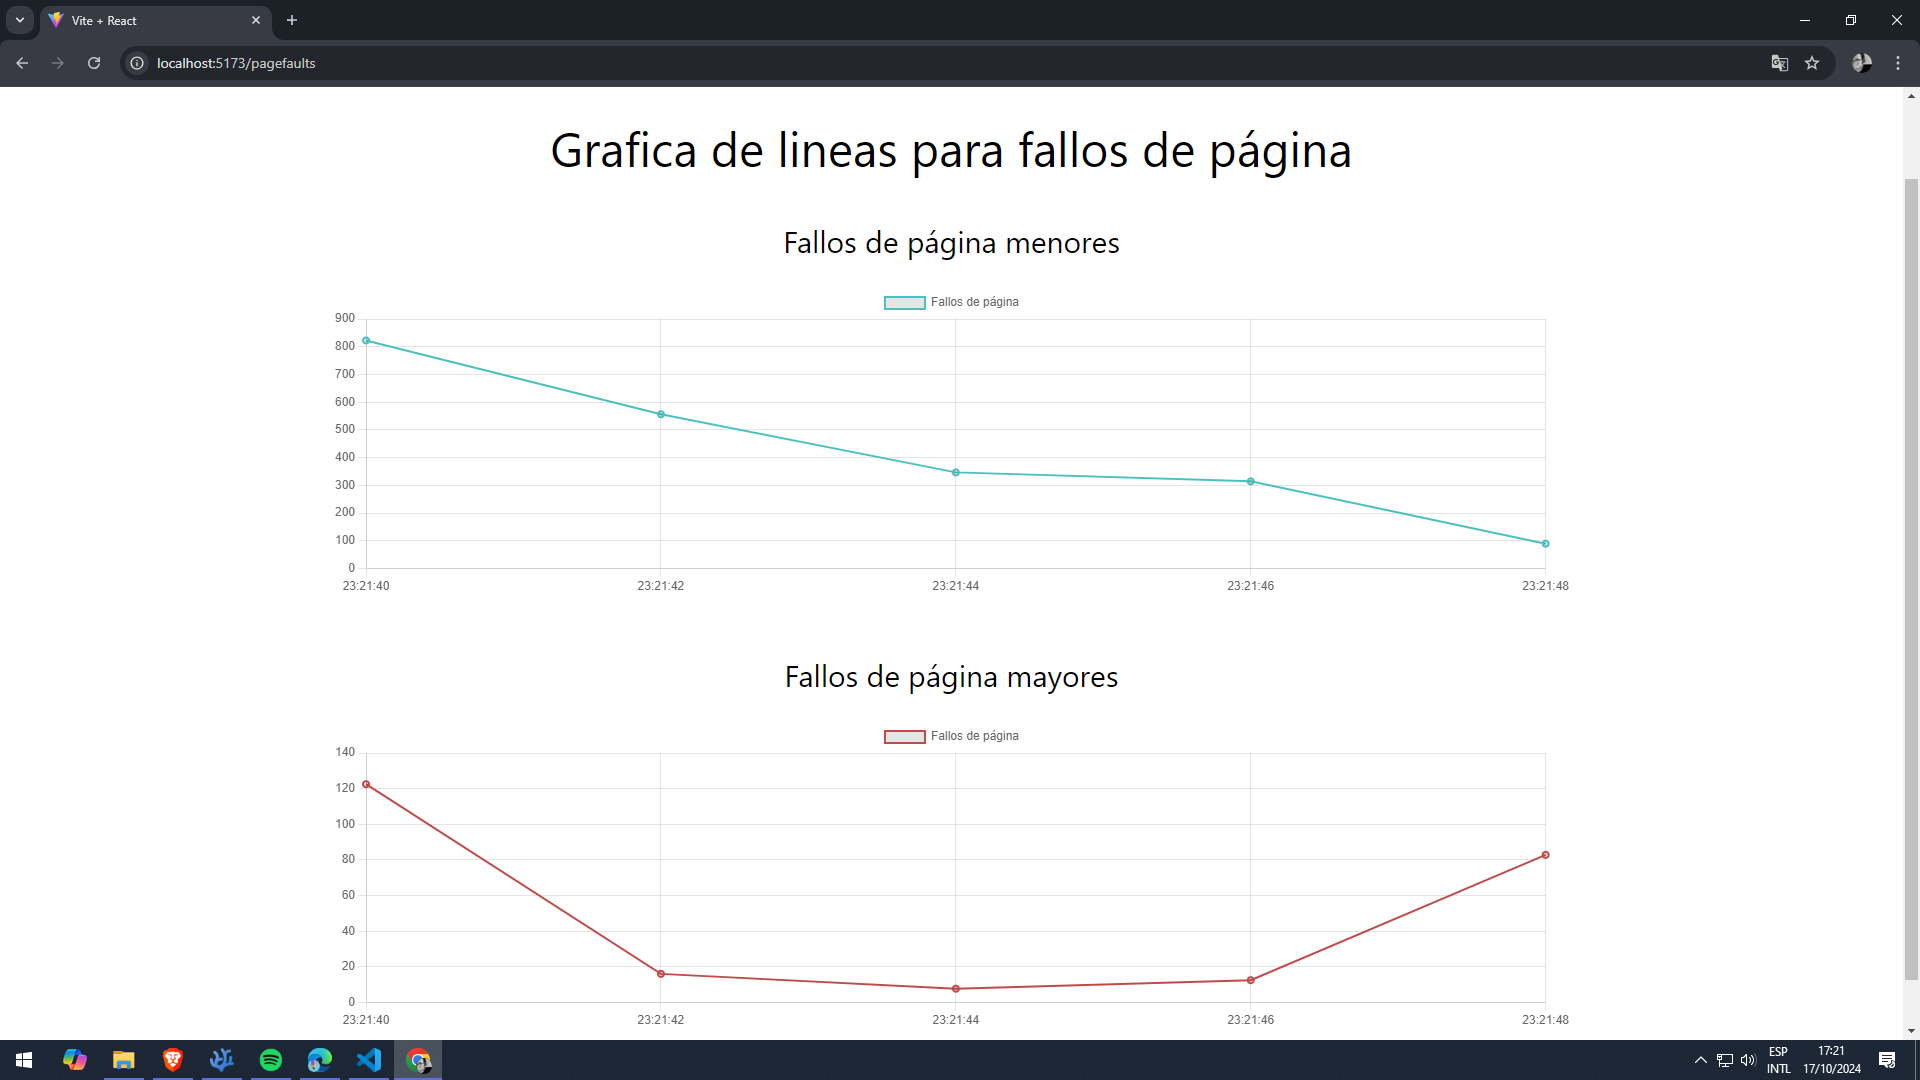 Vite + React
localhost:5173/pagefaults
Grafica de lineas para fallos de página
Fallos de página menores
Fallos de página
900
800
700
600
500
400
300
200
100
0
23:21:40 23:21:42 23:21:44 23:21:46 23:21:48
Fallos de página mayores
Fallos de página
140
120
100
80
60
40
20
0
23:21:40 23:21:42 23:21:44 23:21:46 23:21:48
ESP 17:21
INTL 17/10/2024